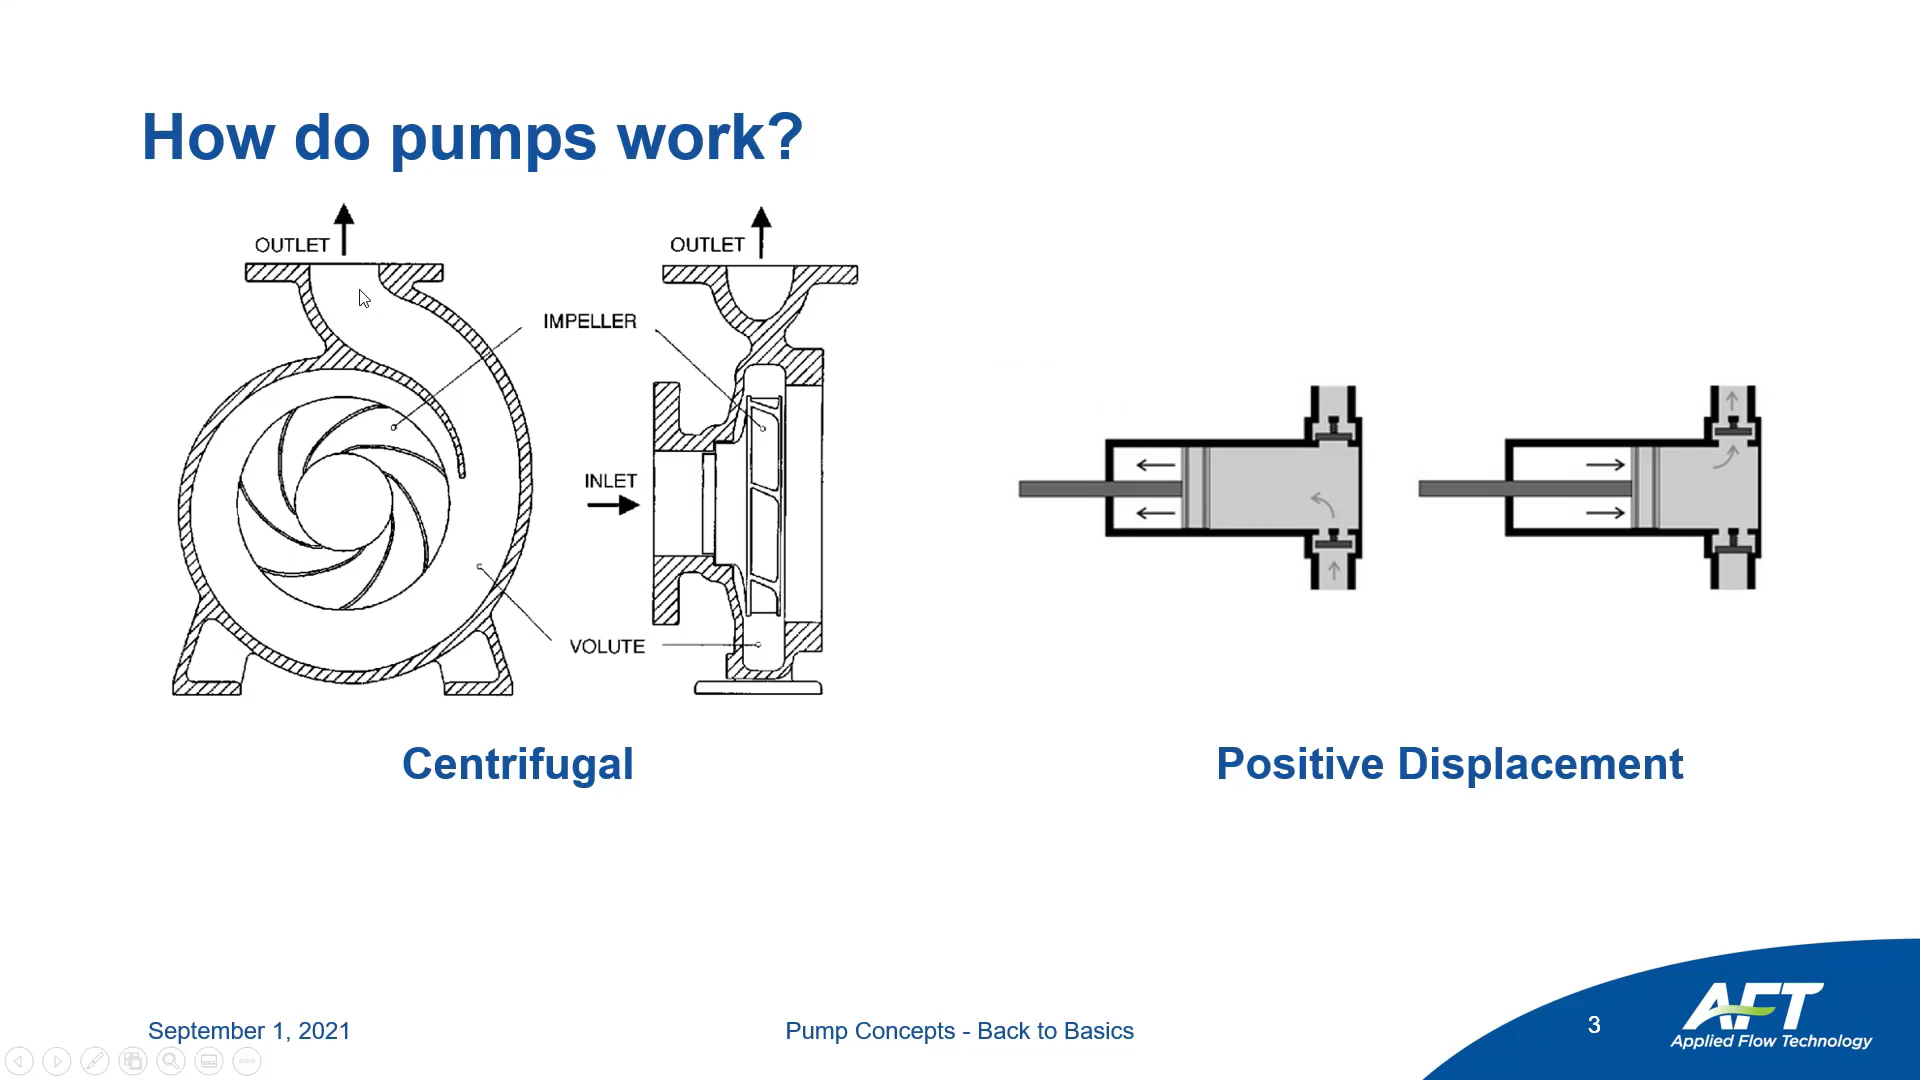 How do pumps work?
OUTLET
OUTLET
IMPELLER
INLET
VOLUTE
Centrifugal
Positive Displacement
September 1, 2021
Pump Concepts - Back to Basics
3
AFT
Applied Flow Technology